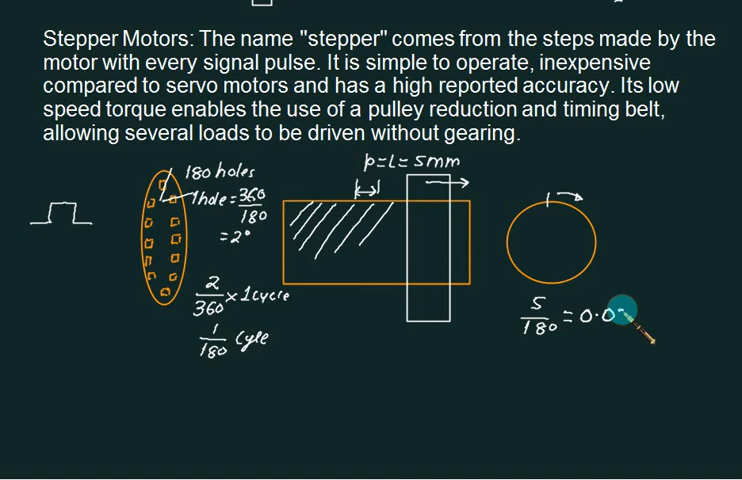 Stepper Motors: The name "stepper" comes from the steps made by the
motor with every signal pulse. It is simple to operate, inexpensive
compared to servo motors and has a high reported accuracy. Its low
speed torque enables the use of a pulley reduction and timing belt,
allowing several loads to be driven without gearing.
180 holes
1hole = 360/180
= 2°
2/360 x 1cycle
1/180 Cyle
p=L=5mm
5/180 = 0.0